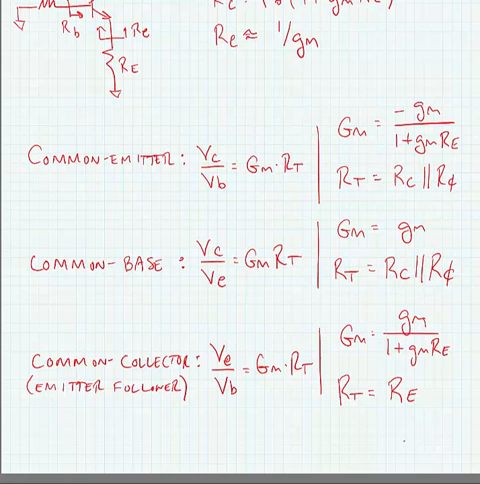 Rb
Re
RE
Re ≈ 1/gm
COMMON-EMITTER: Vc/Vb = Gm·RT | Gm = -gm/(1+gmRE)
RT = RC||R¢
COMMON-BASE: Vc/Ve = GmRT | Gm = gm
RT = RC||R¢
COMMON-COLLECTOR: Ve/Vb = Gm·RT | Gm = gm/(1+gmRE)
(EMITTER FOLLOWER)
RT = RE